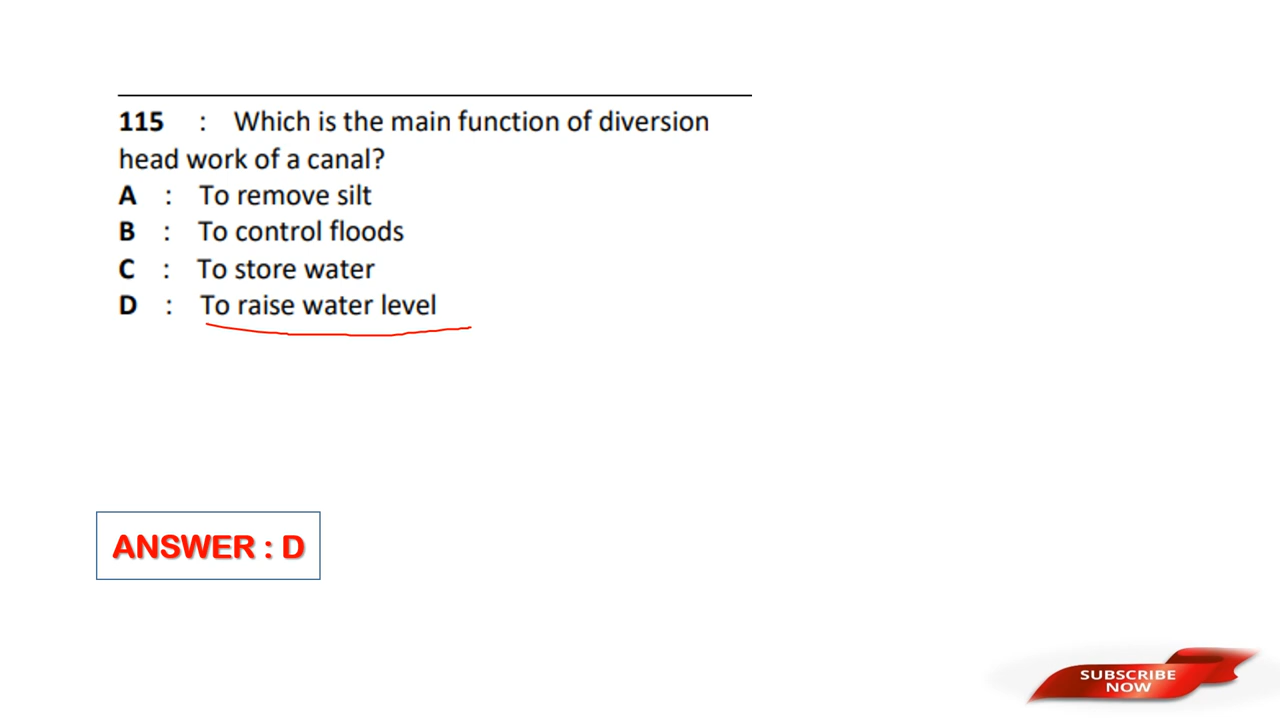 115 : Which is the main function of diversion
head work of a canal?
A : To remove silt
B : To control floods
C : To store water
D : To raise water level
ANSWER : D
SUBSCRIBE
NOW